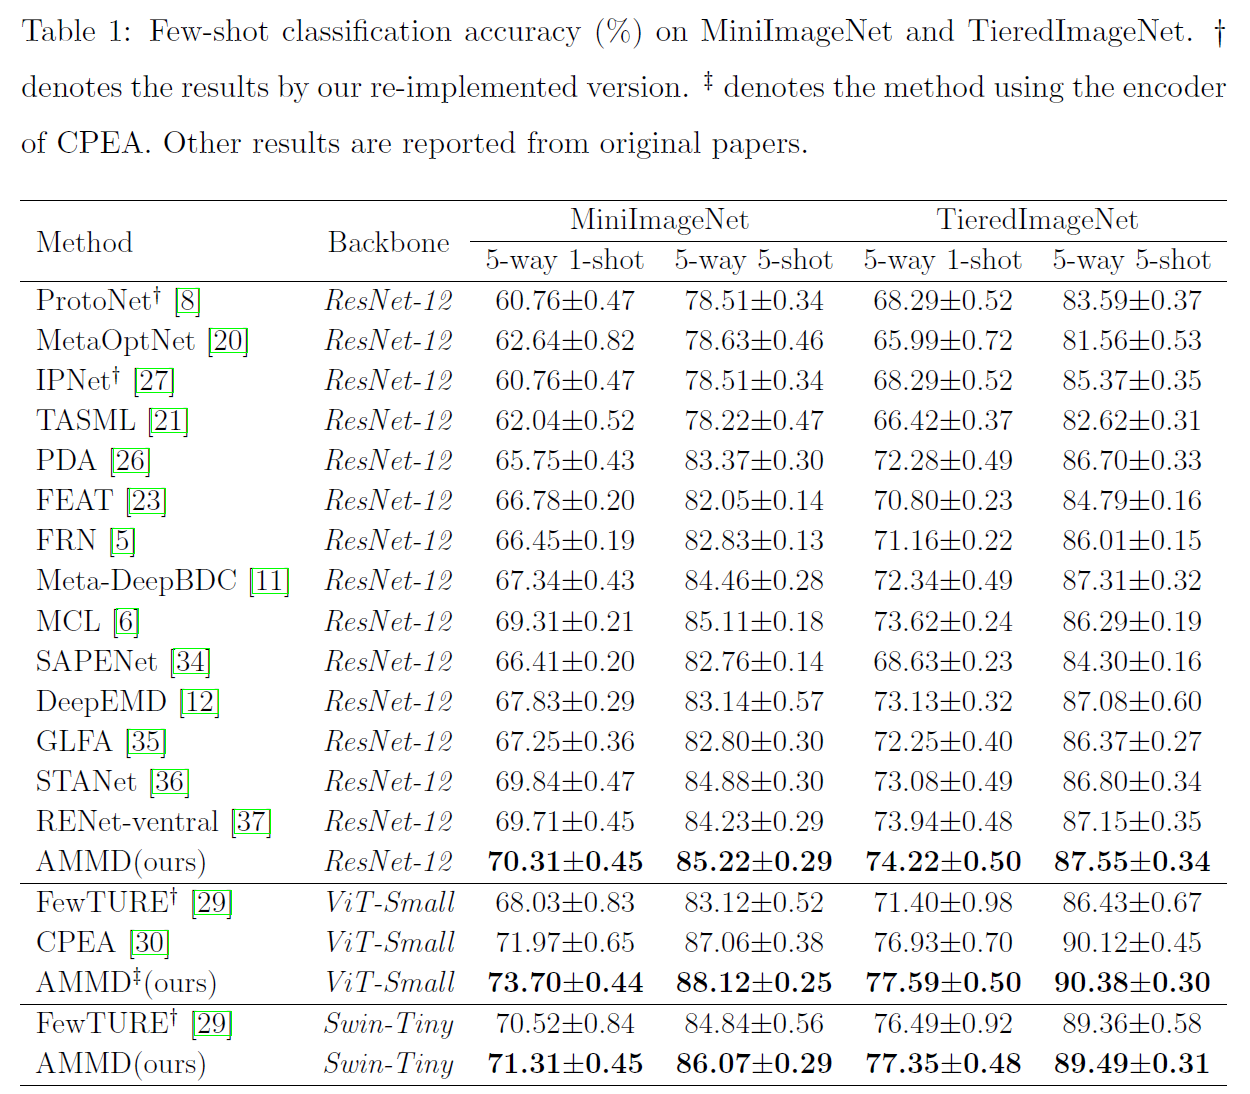 Table 1: Few-shot classification accuracy (%) on MiniImageNet and TieredImageNet. †
denotes the results by our re-implemented version. ‡ denotes the method using the encoder
of CPEA. Other results are reported from original papers.
Method Backbone MiniImageNet TieredImageNet
5-way 1-shot 5-way 5-shot 5-way 1-shot 5-way 5-shot
ProtoNet† [8] ResNet-12 60.76±0.47 78.51±0.34 68.29±0.52 83.59±0.37
MetaOptNet [20] ResNet-12 62.64±0.82 78.63±0.46 65.99±0.72 81.56±0.53
IPNet† [27] ResNet-12 60.76±0.47 78.51±0.34 68.29±0.52 85.37±0.35
TASML [21] ResNet-12 62.04±0.52 78.22±0.47 66.42±0.37 82.62±0.31
PDA [26] ResNet-12 65.75±0.43 83.37±0.30 72.28±0.49 86.70±0.33
FEAT [23] ResNet-12 66.78±0.20 82.05±0.14 70.80±0.23 84.79±0.16
FRN [5] ResNet-12 66.45±0.19 82.83±0.13 71.16±0.22 86.01±0.15
Meta-DeepBDC [11] ResNet-12 67.34±0.43 84.46±0.28 72.34±0.49 87.31±0.32
MCL [6] ResNet-12 69.31±0.21 85.11±0.18 73.62±0.24 86.29±0.19
SAPENet [34] ResNet-12 66.41±0.20 82.76±0.14 68.63±0.23 84.30±0.16
DeepEMD [12] ResNet-12 67.83±0.29 83.14±0.57 73.13±0.32 87.08±0.60
GLFA [35] ResNet-12 67.25±0.36 82.80±0.30 72.25±0.40 86.37±0.27
STANet [36] ResNet-12 69.84±0.47 84.88±0.30 73.08±0.49 86.80±0.34
RENet-ventral [37] ResNet-12 69.71±0.45 84.23±0.29 73.94±0.48 87.15±0.35
AMMD(ours) ResNet-12 70.31±0.45 85.22±0.29 74.22±0.50 87.55±0.34
FewTURE† [29] ViT-Small 68.03±0.83 83.12±0.52 71.40±0.98 86.43±0.67
CPEA [30] ViT-Small 71.97±0.65 87.06±0.38 76.93±0.70 90.12±0.45
AMMD‡(ours) ViT-Small 73.70±0.44 88.12±0.25 77.59±0.50 90.38±0.30
FewTURE† [29] Swin-Tiny 70.52±0.84 84.84±0.56 76.49±0.92 89.36±0.58
AMMD(ours) Swin-Tiny 71.31±0.45 86.07±0.29 77.35±0.48 89.49±0.31